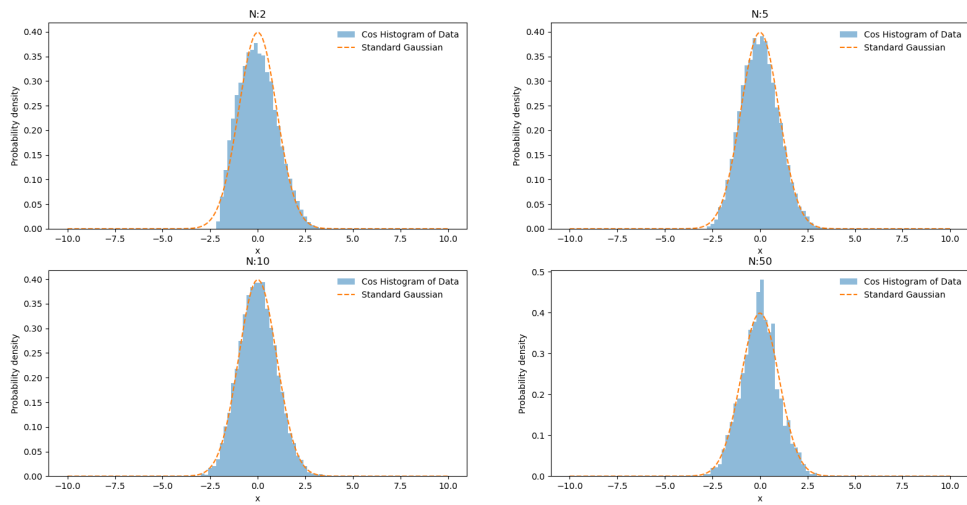 N:2
Cos Histogram of Data
Standard Gaussian
Probability density
0.40
0.35
0.30
0.25
0.20
0.15
0.10
0.05
0.00
−10.0 −7.5 −5.0 −2.5 0.0 2.5 5.0 7.5 10.0
x
N:5
Cos Histogram of Data
Standard Gaussian
Probability density
0.40
0.35
0.30
0.25
0.20
0.15
0.10
0.05
0.00
−10.0 −7.5 −5.0 −2.5 0.0 2.5 5.0 7.5 10.0
x
N:10
Cos Histogram of Data
Standard Gaussian
Probability density
0.40
0.35
0.30
0.25
0.20
0.15
0.10
0.05
0.00
−10.0 −7.5 −5.0 −2.5 0.0 2.5 5.0 7.5 10.0
x
N:50
Cos Histogram of Data
Standard Gaussian
Probability density
0.5
0.4
0.3
0.2
0.1
0.0
−10.0 −7.5 −5.0 −2.5 0.0 2.5 5.0 7.5 10.0
x